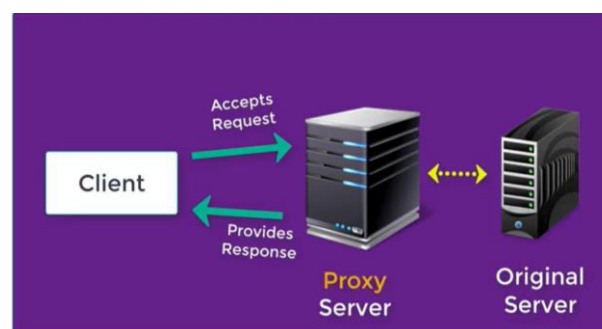 Accepts
Request
Client
Provides
Response
Proxy
Server
Original
Server